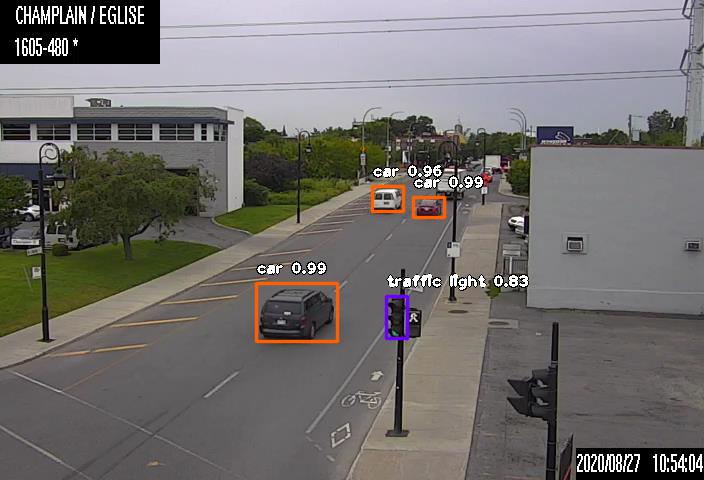 CHAMPLAIN / EGLISE
1605-480 *
car 0.96
car 0.99
car 0.99
traffic light 0.83
2020/08/27 10:54:04